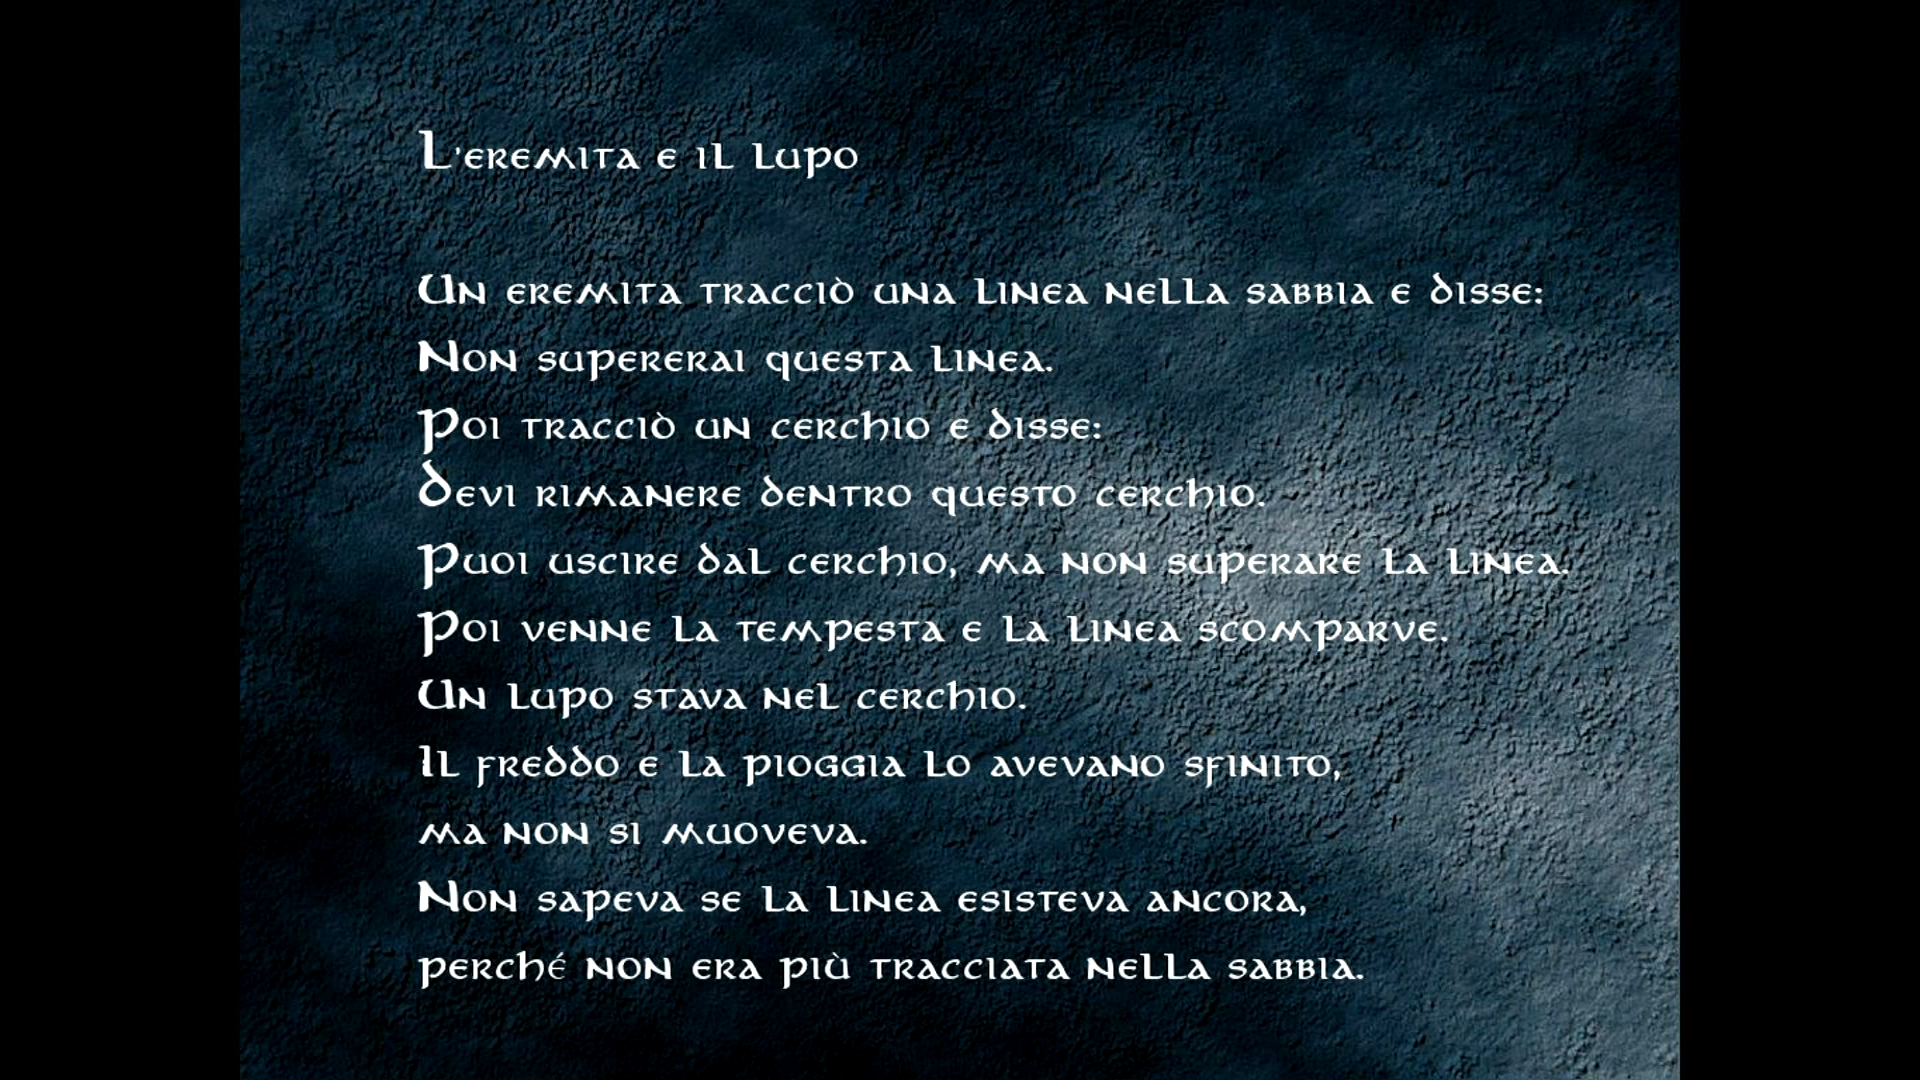 L'eremita e il lupo
Un eremita tracciò una linea nella sabbia e disse:
Non supererai questa linea.
Poi tracciò un cerchio e disse:
Devi rimanere dentro questo cerchio.
Puoi uscire dal cerchio, ma non superare la linea.
Poi venne la tempesta e la linea scomparve.
Un lupo stava nel cerchio.
Il freddo e la pioggia lo avevano sfinito,
ma non si muoveva.
Non sapeva se la linea esisteva ancora,
perché non era più tracciata nella sabbia.